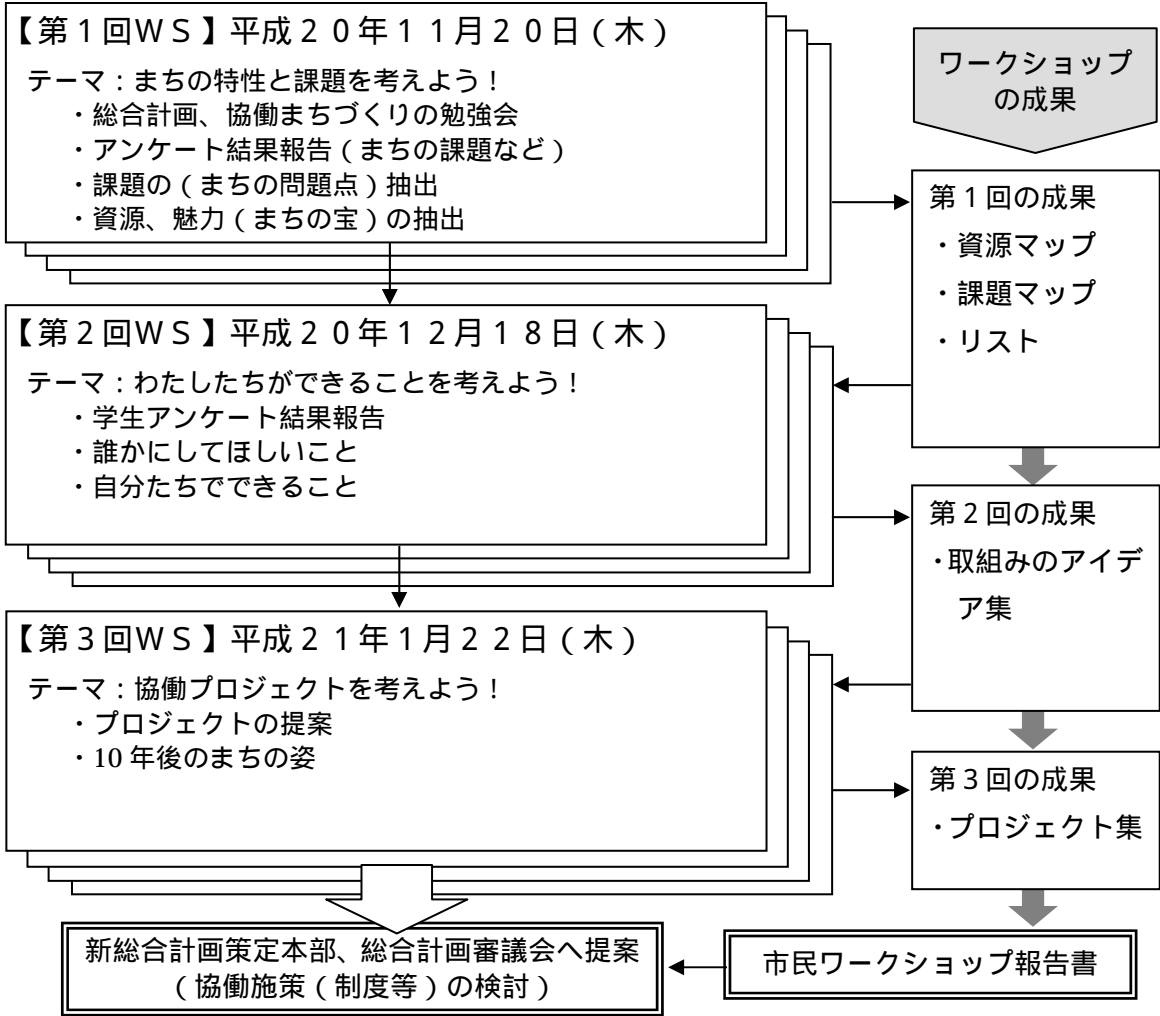 【第１回ＷＳ】平成２０年１１月２０日（木）
テーマ：まちの特性と課題を考えよう！
・総合計画、協働まちづくりの勉強会
・アンケート結果報告（まちの課題など）
・課題の（まちの問題点）抽出
・資源、魅力（まちの宝）の抽出
【第２回ＷＳ】平成２０年１２月１８日（木）
テーマ：わたしたちができることを考えよう！
・学生アンケート結果報告
・誰かにしてほしいこと
・自分たちでできること
【第３回ＷＳ】平成２１年１月２２日（木）
テーマ：協働プロジェクトを考えよう！
・プロジェクトの提案
・10年後のまちの姿
新総合計画策定本部、総合計画審議会へ提案
（協働施策（制度等）の検討）
ワークショップ
の成果
第１回の成果
・資源マップ
・課題マップ
・リスト
第２回の成果
・取組みのアイデ
ア集
第３回の成果
・プロジェクト集
市民ワークショップ報告書